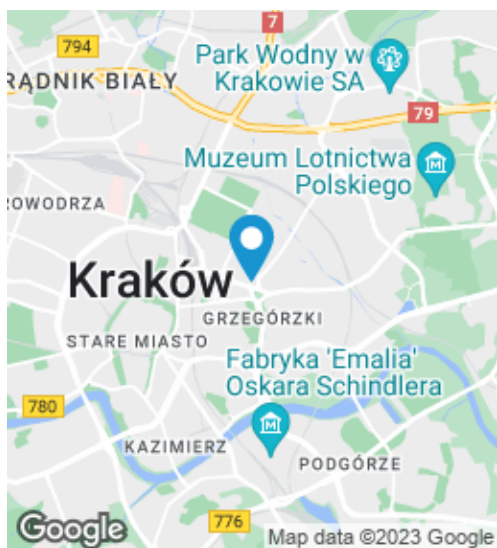 7
794
Park Wodny w
Krakowie SA
RĄDNIK BIAŁY
79
Muzeum Lotnictwa
Polskiego
ROWODRZA
Kraków
GRZEGÓRZKI
STARE MIASTO
Fabryka 'Emalia'
Oskara Schindlera
780
KAZIMIERZ
PODGÓRZE
776
Google
Map data ©2023 Google